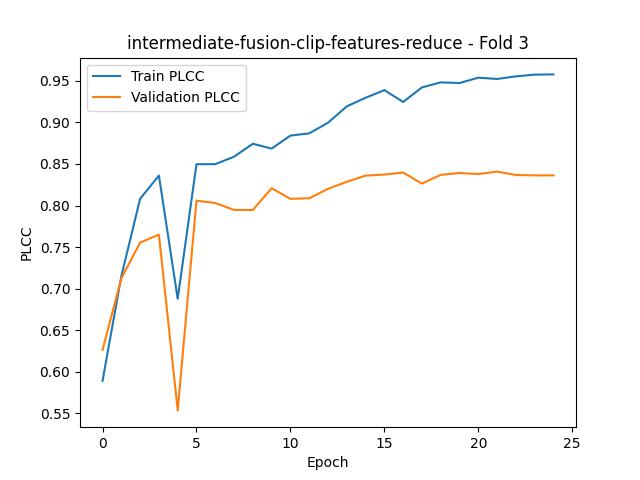 intermediate-fusion-clip-features-reduce - Fold 3
Train PLCC
Validation PLCC
PLCC
0.95
0.90
0.85
0.80
0.75
0.70
0.65
0.60
0.55
0 5 10 15 20 25
Epoch